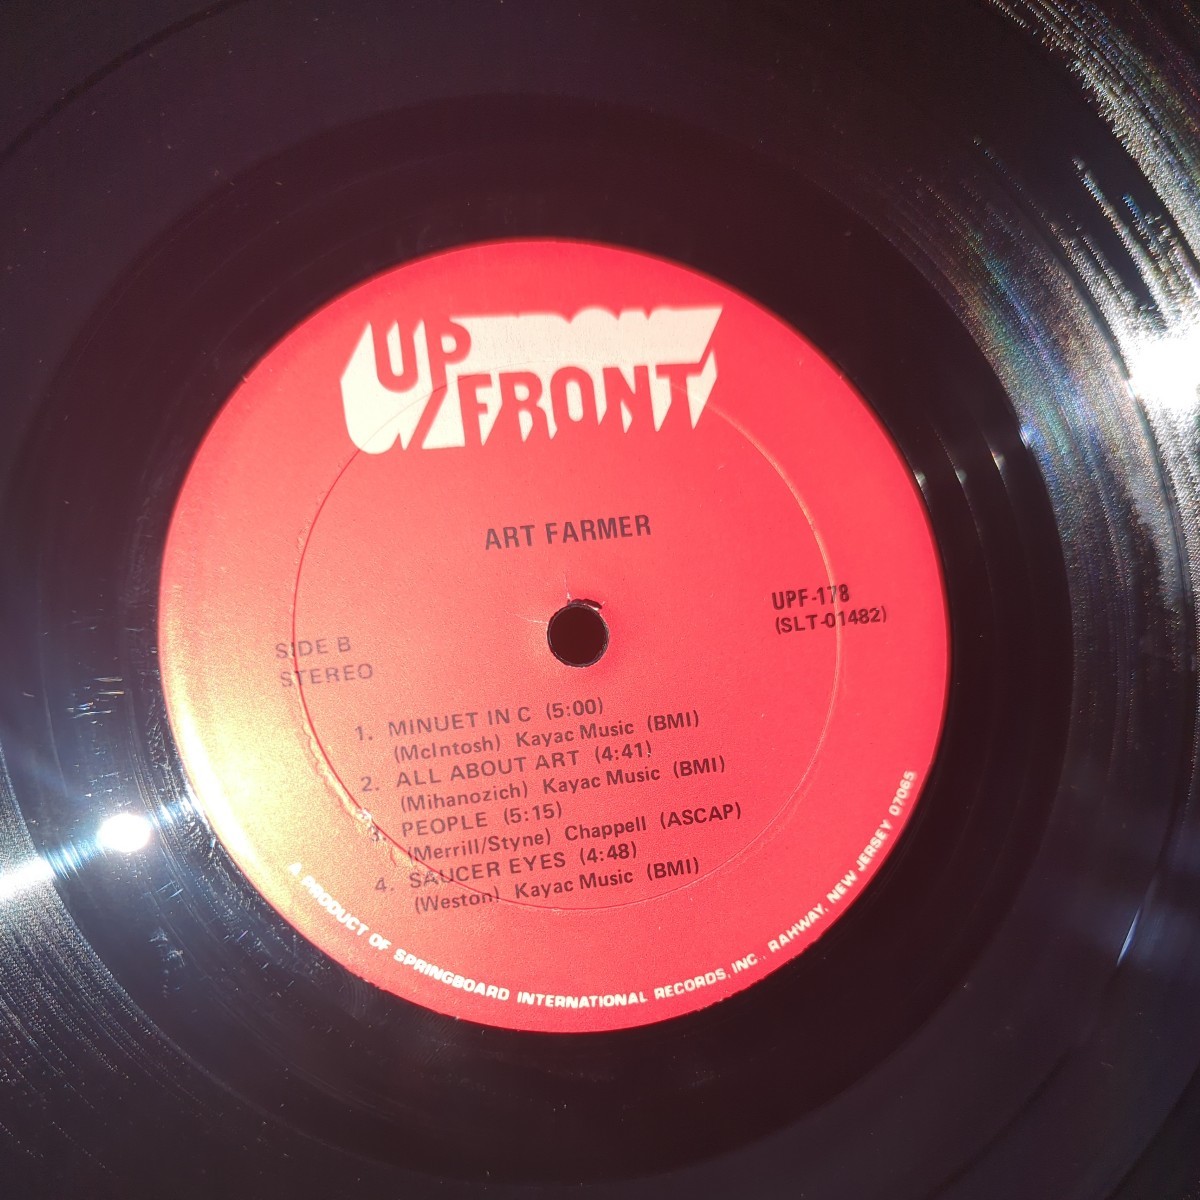 UP
FRONT
ART FARMER
UPF-178
(SLT-01482)
SIDE B
STEREO
1. MINUET IN C (5:00)
(McIntosh) Kayac Music (BMI)
2. ALL ABOUT ART (4:41)
(Mihanozich) Kayac Music (BMI)
3. PEOPLE (5:15)
(Merrill/Styne) Chappell (ASCAP)
4. SAUCER EYES (4:48)
(Weston) Kayac Music (BMI)
A PRODUCT OF SPRINGBOARD INTERNATIONAL RECORDS, INC., RAHWAY, NEW JERSEY 07065